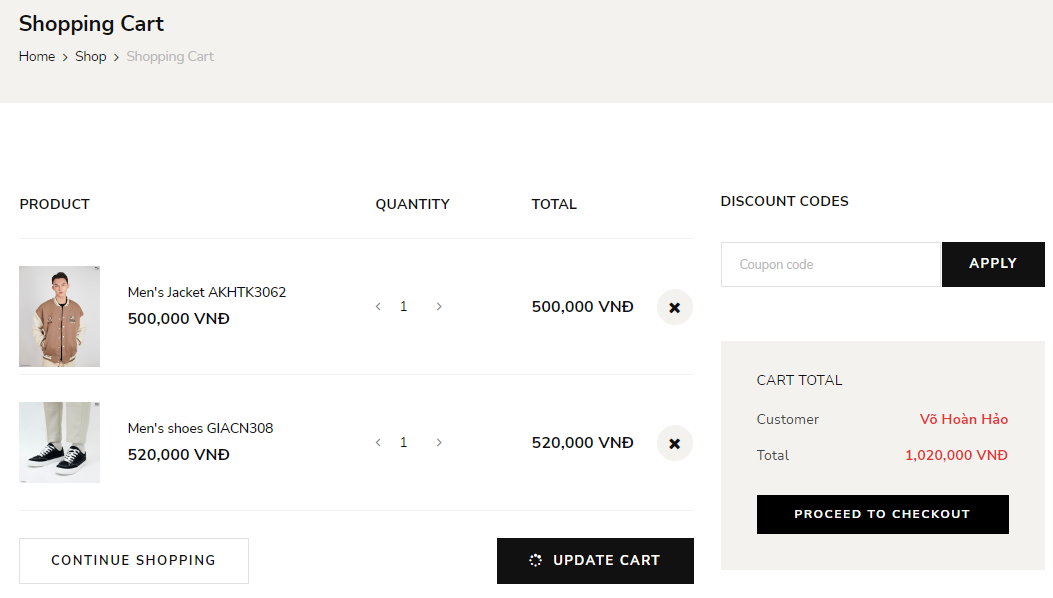 Shopping Cart
Home > Shop > Shopping Cart
PRODUCT QUANTITY TOTAL
Men's Jacket AKHTK3062
500,000 VNĐ
< 1 >
500,000 VNĐ
Men's shoes GIACN308
520,000 VNĐ
< 1 >
520,000 VNĐ
CONTINUE SHOPPING
UPDATE CART
DISCOUNT CODES
Coupon code
APPLY
CART TOTAL
Customer Võ Hoàn Hảo
Total 1,020,000 VNĐ
PROCEED TO CHECKOUT